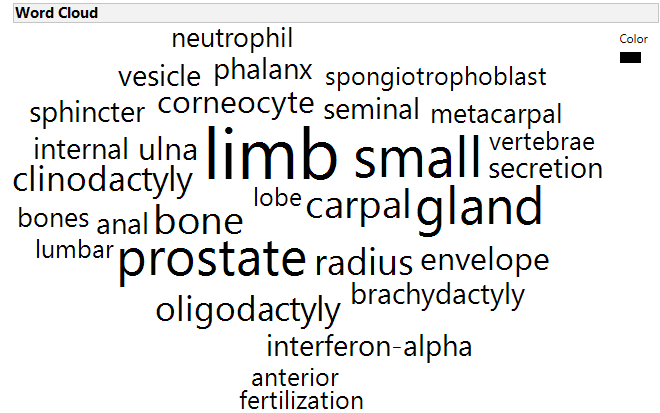 Word Cloud
Color
neutrophil
vesicle phalanx spongiotrophoblast
sphincter corneocyte seminal metacarpal
internal ulna limb small vertebrae
clinodactyly secretion
bones anal bone lobe carpal gland
lumbar prostate radius envelope
oligodactyly brachydactyly
interferon-alpha
anterior
fertilization